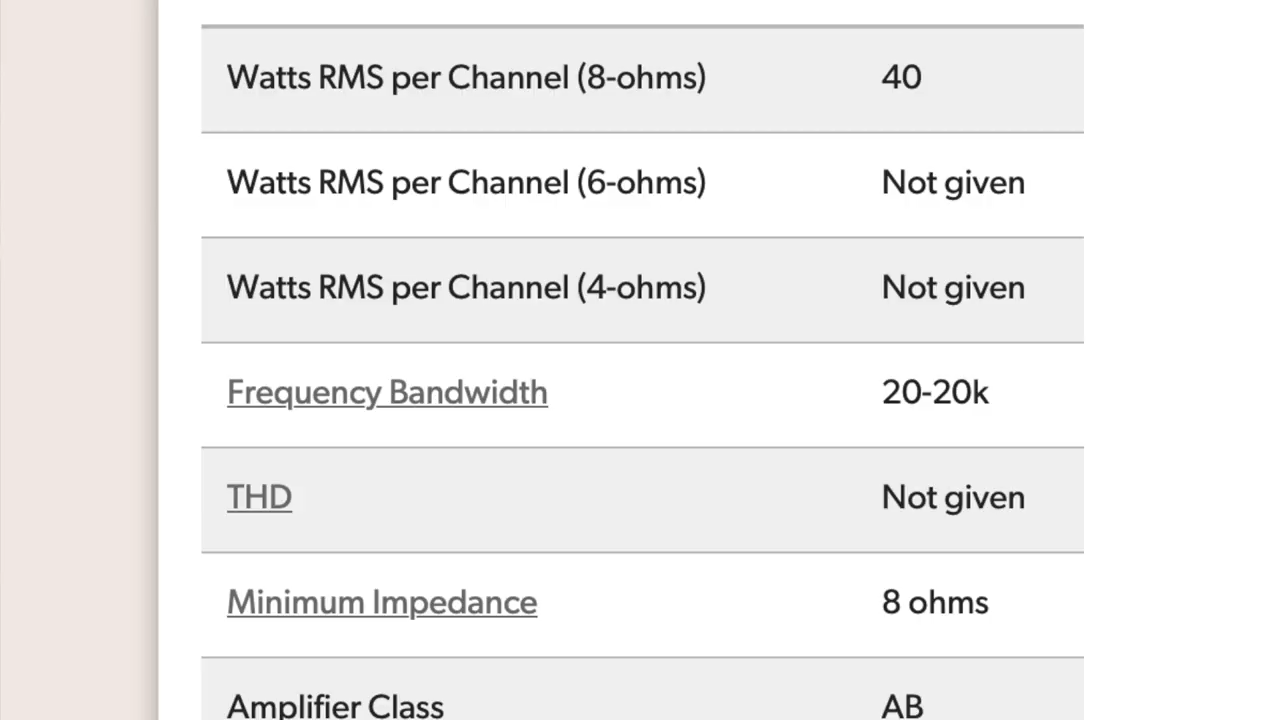 Watts RMS per Channel (8-ohms) 40
Watts RMS per Channel (6-ohms) Not given
Watts RMS per Channel (4-ohms) Not given
Frequency Bandwidth 20-20k
THD Not given
Minimum Impedance 8 ohms
Amplifier Class AB